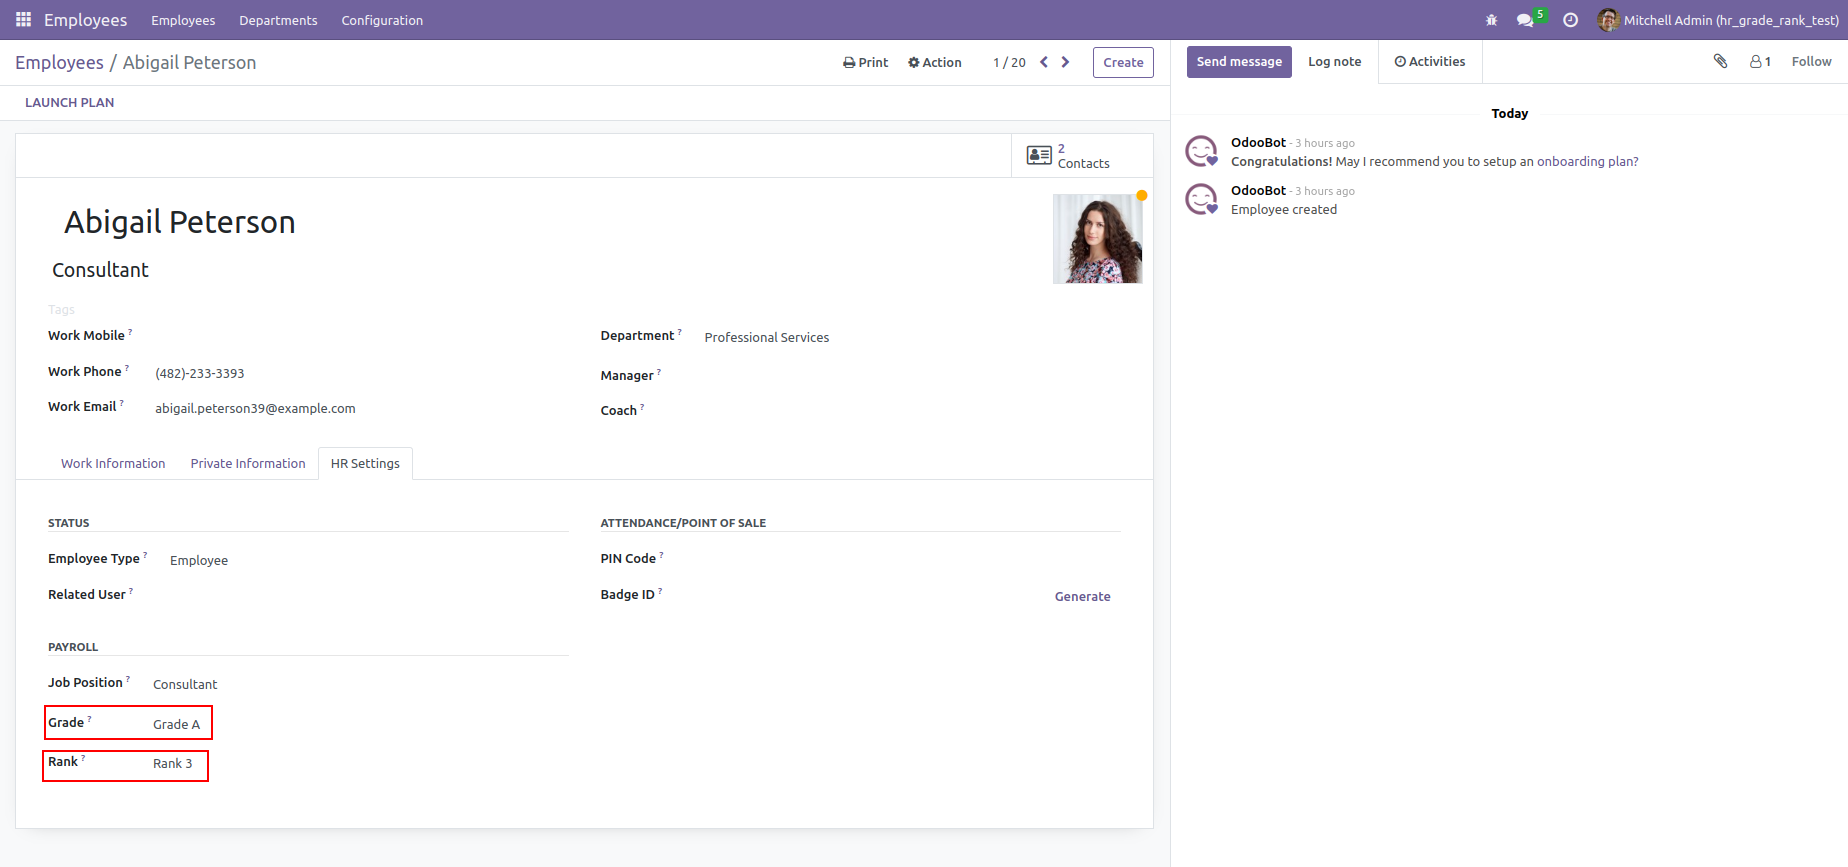 Employees Employees Departments Configuration 5 Mitchell Admin (hr_grade_rank_test)
Employees / Abigail Peterson Print Action 1 / 20 Create
LAUNCH PLAN
2
Contacts
Abigail Peterson
Consultant
Tags
Work Mobile ?
Work Phone ? (482)-233-3393
Work Email ? abigail.peterson39@example.com
Department ? Professional Services
Manager ?
Coach ?
Work Information Private Information HR Settings
STATUS
Employee Type ? Employee
Related User ?
ATTENDANCE/POINT OF SALE
PIN Code ?
Badge ID ? Generate
PAYROLL
Job Position ? Consultant
Grade ? Grade A
Rank ? Rank 3
Send message Log note Activities 1 Follow
Today
OdooBot - 3 hours ago
Congratulations! May I recommend you to setup an onboarding plan?
OdooBot - 3 hours ago
Employee created